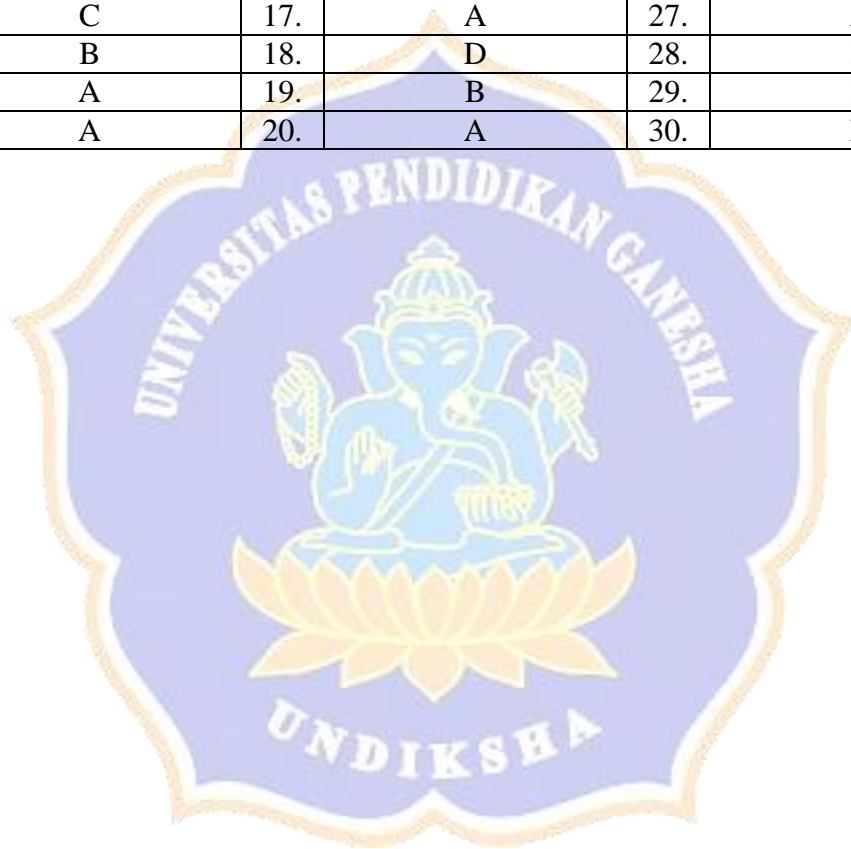 C 17. A 27.
B 18. D 28.
A 19. B 29.
A 20. A 30.
UNIVERSITAS PENDIDIKAN GANESHA
UNDIKSHA